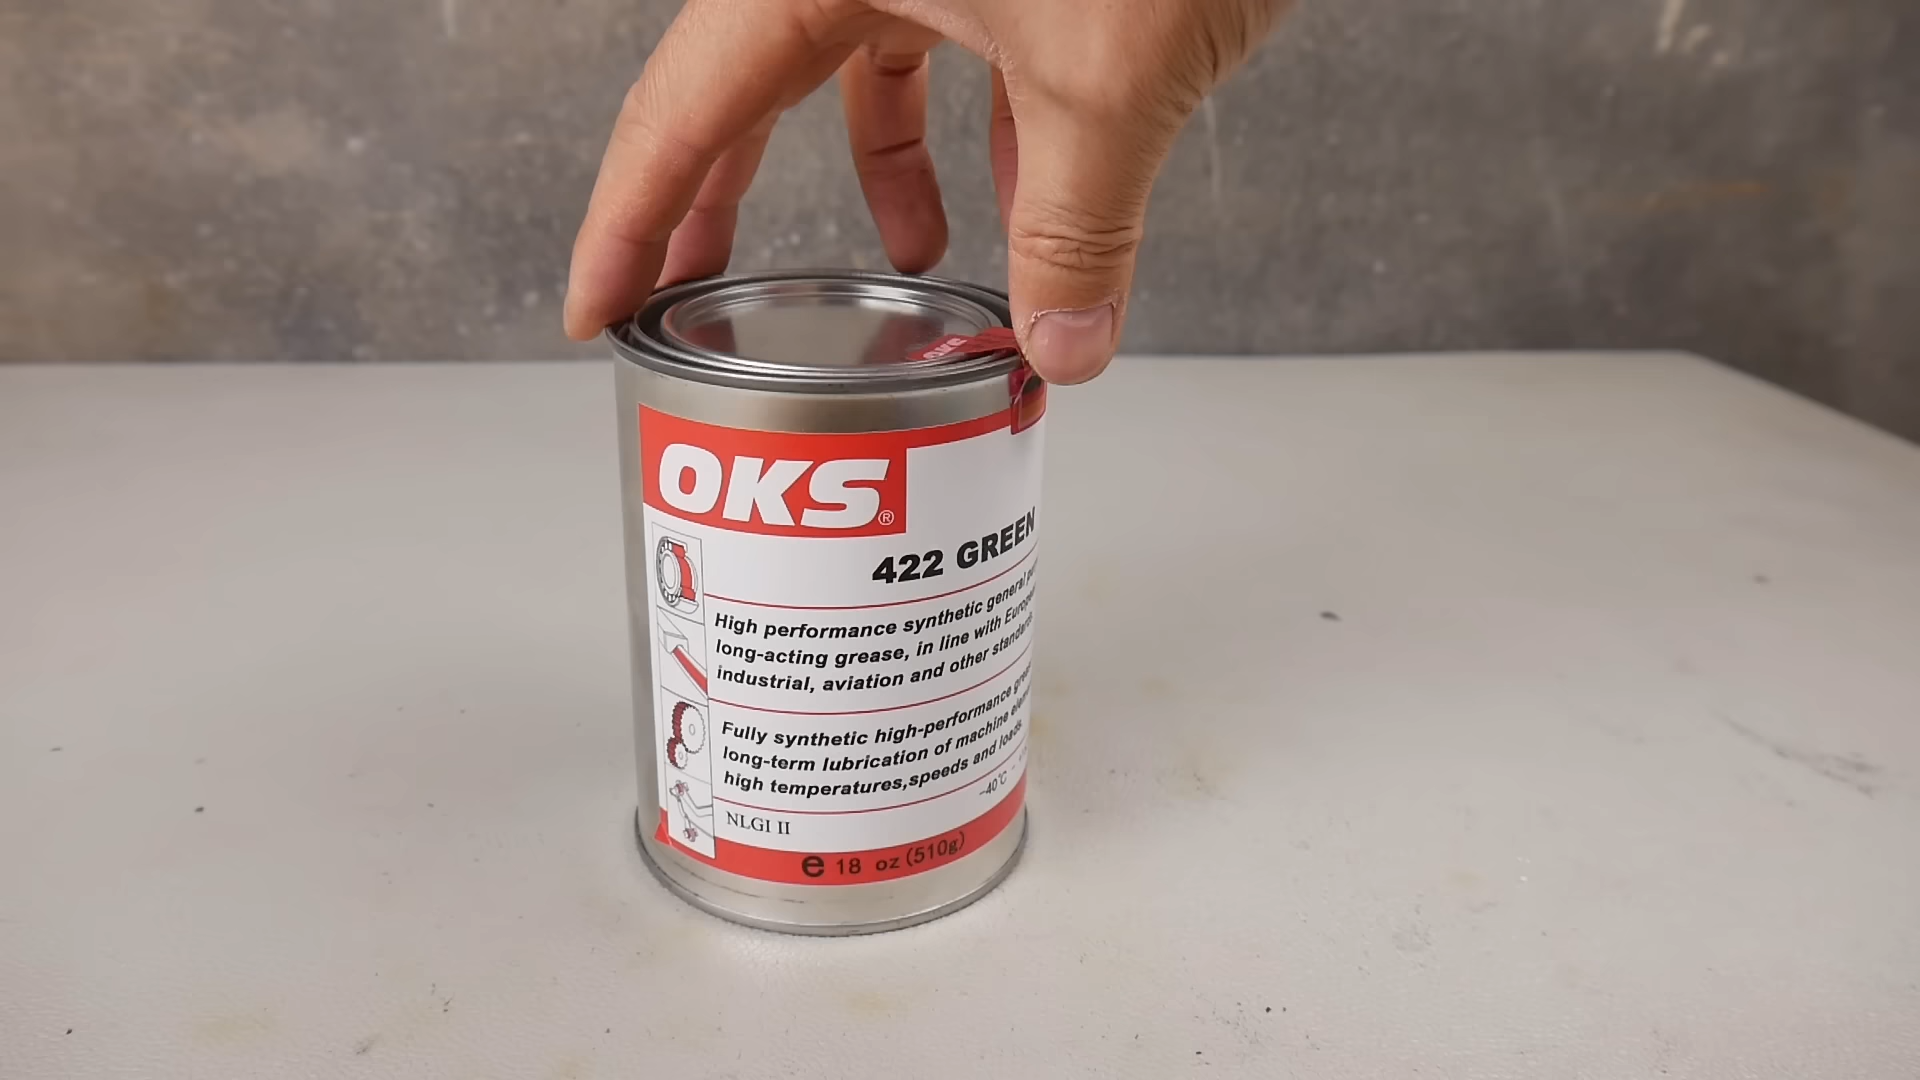 OKS
OKS®
422 GREEN
High performance synthetic general
long-acting grease, in line with
industrial, aviation and other
Fully synthetic high-performance
long-term lubrication of machine
high temperatures,speeds and loads
-40℃ -
NLGI II
e 18 oz (510g)